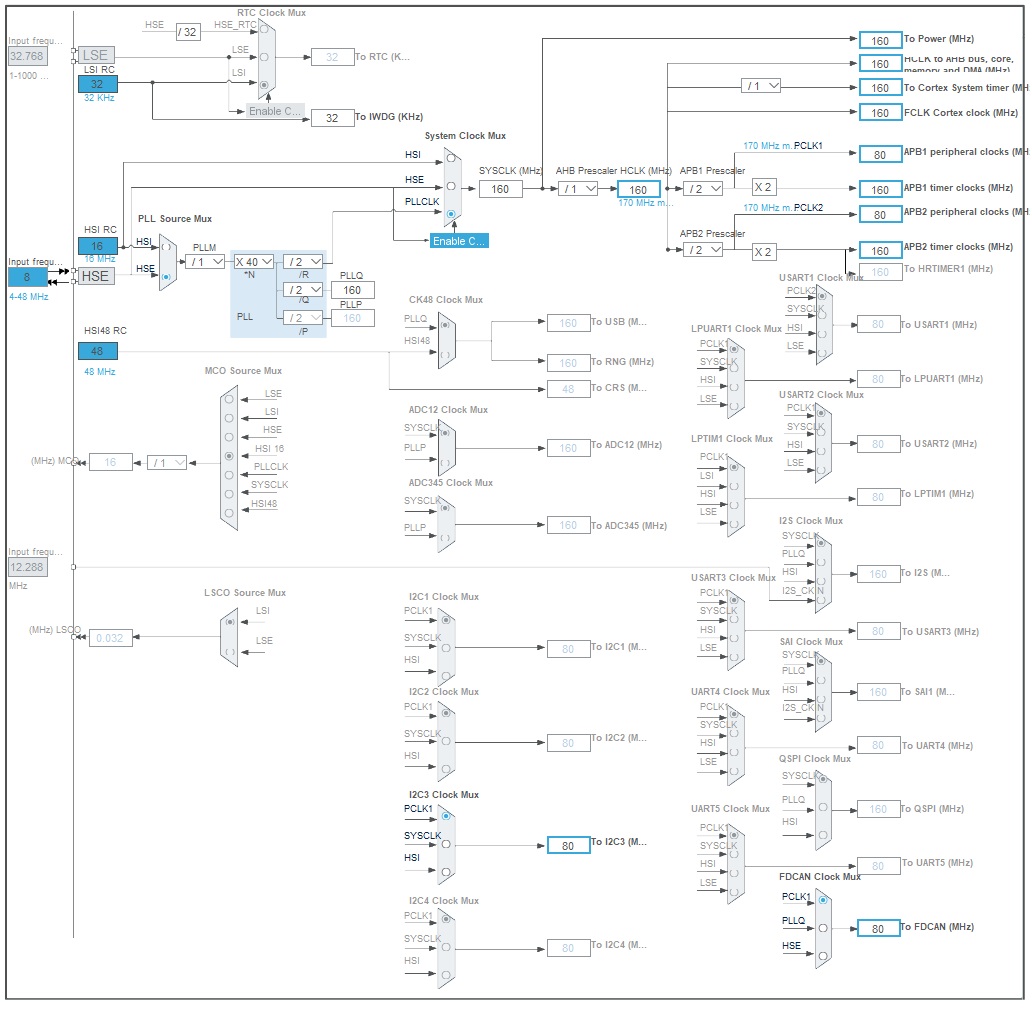 RTC Clock Mux
HSE
/ 32
HSE_RTC
Input frequ...
32.768
1-1000 ...
LSE
LSE
32
To RTC (K...
LSI RC
32
32 KHz
LSI
Enable C...
32
To IWDG (KHz)
160
To Power (MHz)
160
HCLK to AHB bus, core,
memory and DMA (MHz)
/ 1
160
To Cortex System timer (MH
160
FCLK Cortex clock (MHz)
System Clock Mux
HSI
HSE
PLLCLK
Enable C...
SYSCLK (MHz)
160
AHB Prescaler
/ 1
HCLK (MHz)
160
170 MHz m...
APB1 Prescaler
/ 2
170 MHz m.
PCLK1
80
APB1 peripheral clocks (MH
X 2
160
APB1 timer clocks (MHz)
170 MHz m.
PCLK2
80
APB2 peripheral clocks (MH
APB2 Prescaler
/ 2
X 2
160
APB2 timer clocks (MHz)
160
To HRTIMER1 (MHz)
PLL Source Mux
HSI RC
16
16 MHz
HSI
HSE
Input frequ...
8
4-48 MHz
HSE
PLLM
/ 1
X 40
*N
/ 2
/R
/ 2
/Q
PLLQ
160
PLL
/ 2
/P
PLLP
160
HSI48 RC
48
48 MHz
CK48 Clock Mux
PLLQ
HSI48
160
To USB (M...
160
To RNG (MHz)
48
To CRS (M...
MCO Source Mux
LSE
LSI
HSE
HSI 16
PLLCLK
SYSCLK
HSI48
(MHz) MCO
16
/ 1
ADC12 Clock Mux
SYSCLK
PLLP
160
To ADC12 (MHz)
ADC345 Clock Mux
SYSCLK
PLLP
160
To ADC345 (MHz)
Input frequ...
12.288
MHz
LSCO Source Mux
LSI
LSE
(MHz) LSCO
0.032
I2C1 Clock Mux
PCLK1
SYSCLK
HSI
80
To I2C1 (M...
I2C2 Clock Mux
PCLK1
SYSCLK
HSI
80
To I2C2 (M...
I2C3 Clock Mux
PCLK1
SYSCLK
HSI
80
To I2C3 (M...
I2C4 Clock Mux
PCLK1
SYSCLK
HSI
80
To I2C4 (M...
USART1 Clock Mux
PCLK2
SYSCLK
HSI
LSE
80
To USART1 (MHz)
LPUART1 Clock Mux
PCLK1
SYSCLK
HSI
LSE
80
To LPUART1 (MHz)
USART2 Clock Mux
PCLK1
SYSCLK
HSI
LSE
80
To USART2 (MHz)
LPTIM1 Clock Mux
PCLK1
LSI
HSI
LSE
80
To LPTIM1 (MHz)
I2S Clock Mux
SYSCLK
PLLQ
HSI
I2S_CKIN
160
To I2S (M...
USART3 Clock Mux
PCLK1
SYSCLK
HSI
LSE
80
To USART3 (MHz)
SAI Clock Mux
SYSCLK
PLLQ
HSI
I2S_CKIN
160
To SAI1 (M...
UART4 Clock Mux
PCLK1
SYSCLK
HSI
LSE
80
To UART4 (MHz)
QSPI Clock Mux
SYSCLK
PLLQ
HSI
160
To QSPI (MHz)
UART5 Clock Mux
PCLK1
SYSCLK
HSI
LSE
80
To UART5 (MHz)
FDCAN Clock Mux
PCLK1
PLLQ
HSE
80
To FDCAN (MHz)